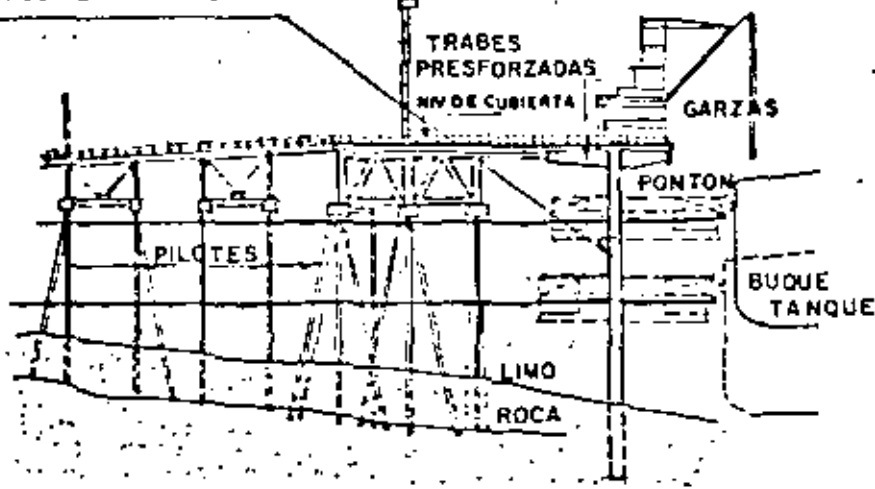 TRABES
PRESFORZADAS
NIV DE CUBIERTA
GARZAS
PONTON
PILOTES
BUQUE
TANQUE
LIMO
ROCA